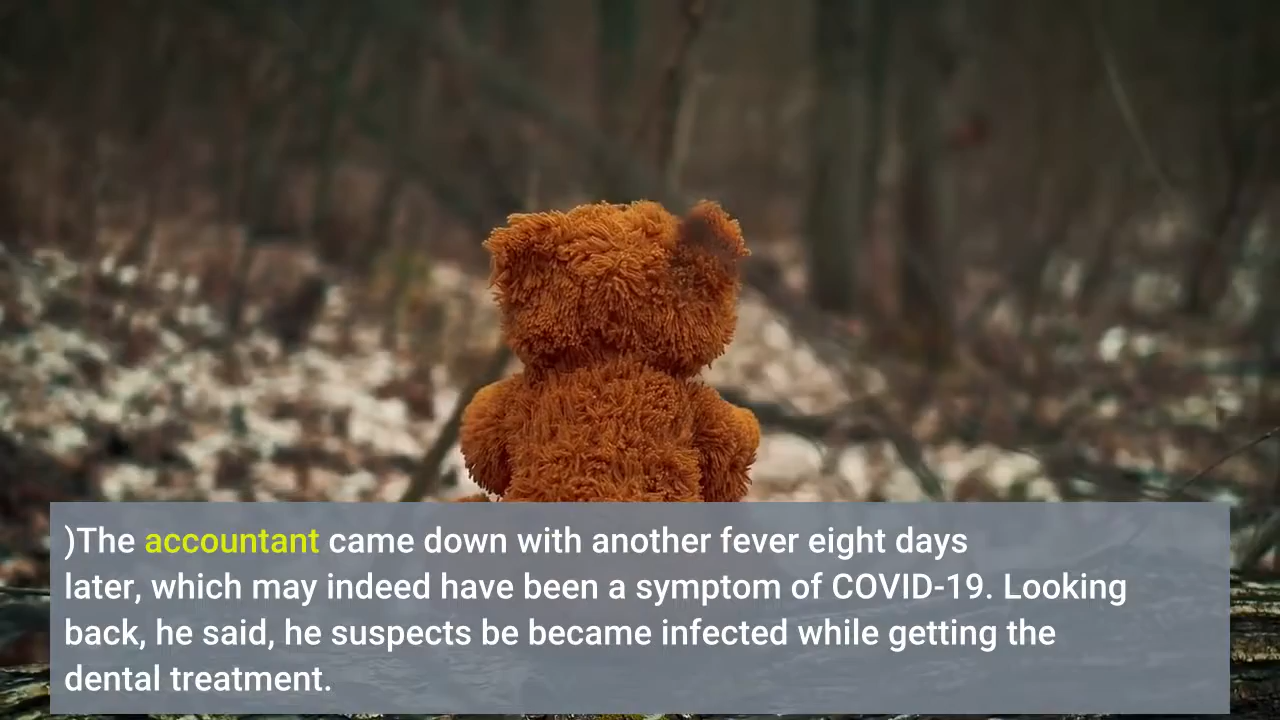 )The accountant came down with another fever eight days
later, which may indeed have been a symptom of COVID-19. Looking
back, he said, he suspects be became infected while getting the
dental treatment.